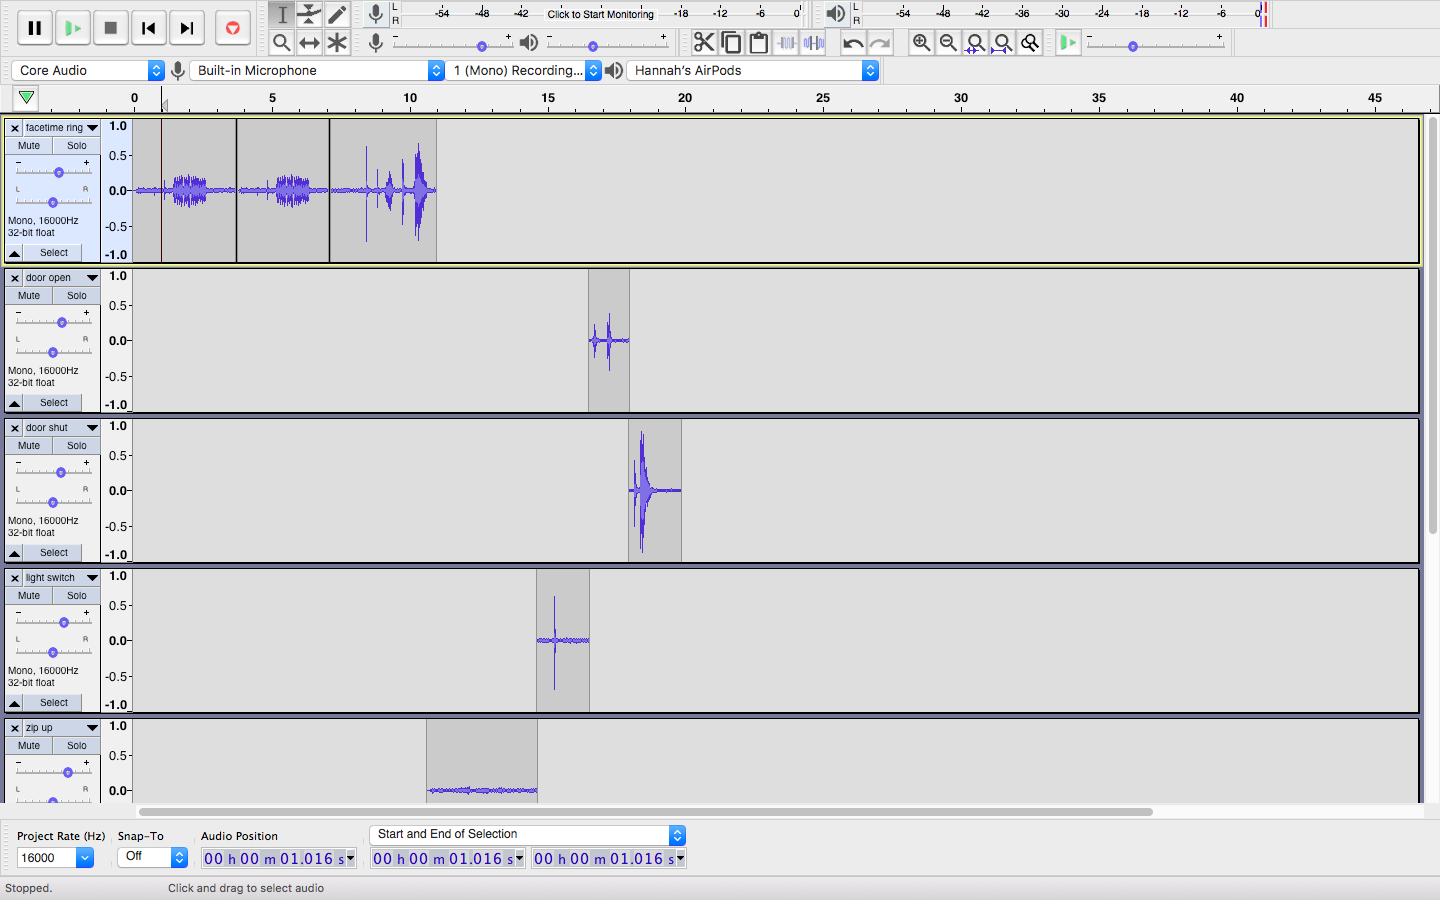 L
R
-54 -48 -42 Click to Start Monitoring -18 -12 -6 0
L
R
-54 -48 -42 -36 -30 -24 -18 -12 -6 0
- + - + - +
Core Audio Built-in Microphone 1 (Mono) Recording... Hannah's AirPods
0 5 10 15 20 25 30 35 40 45
facetime ring
Mute Solo
- +
L R
Mono, 16000Hz
32-bit float
Select
1.0
0.5-
0.0-
-0.5-
-1.0
door open
Mute Solo
- +
L R
Mono, 16000Hz
32-bit float
Select
1.0
0.5-
0.0-
-0.5-
-1.0
door shut
Mute Solo
- +
L R
Mono, 16000Hz
32-bit float
Select
1.0
0.5-
0.0-
-0.5-
-1.0
light switch
Mute Solo
- +
L R
Mono, 16000Hz
32-bit float
Select
1.0
0.5-
0.0-
-0.5-
-1.0
zip up
Mute Solo
- +
L R
1.0
0.5-
0.0-
Project Rate (Hz) Snap-To Audio Position Start and End of Selection
16000 Off 00 h 00 m 01.016 s 00 h 00 m 01.016 s 00 h 00 m 01.016 s
Stopped. Click and drag to select audio